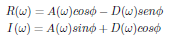 R(ω) = A(ω)cosϕ − D(ω)senϕ
I(ω) = A(ω)sinϕ + D(ω)cosϕ